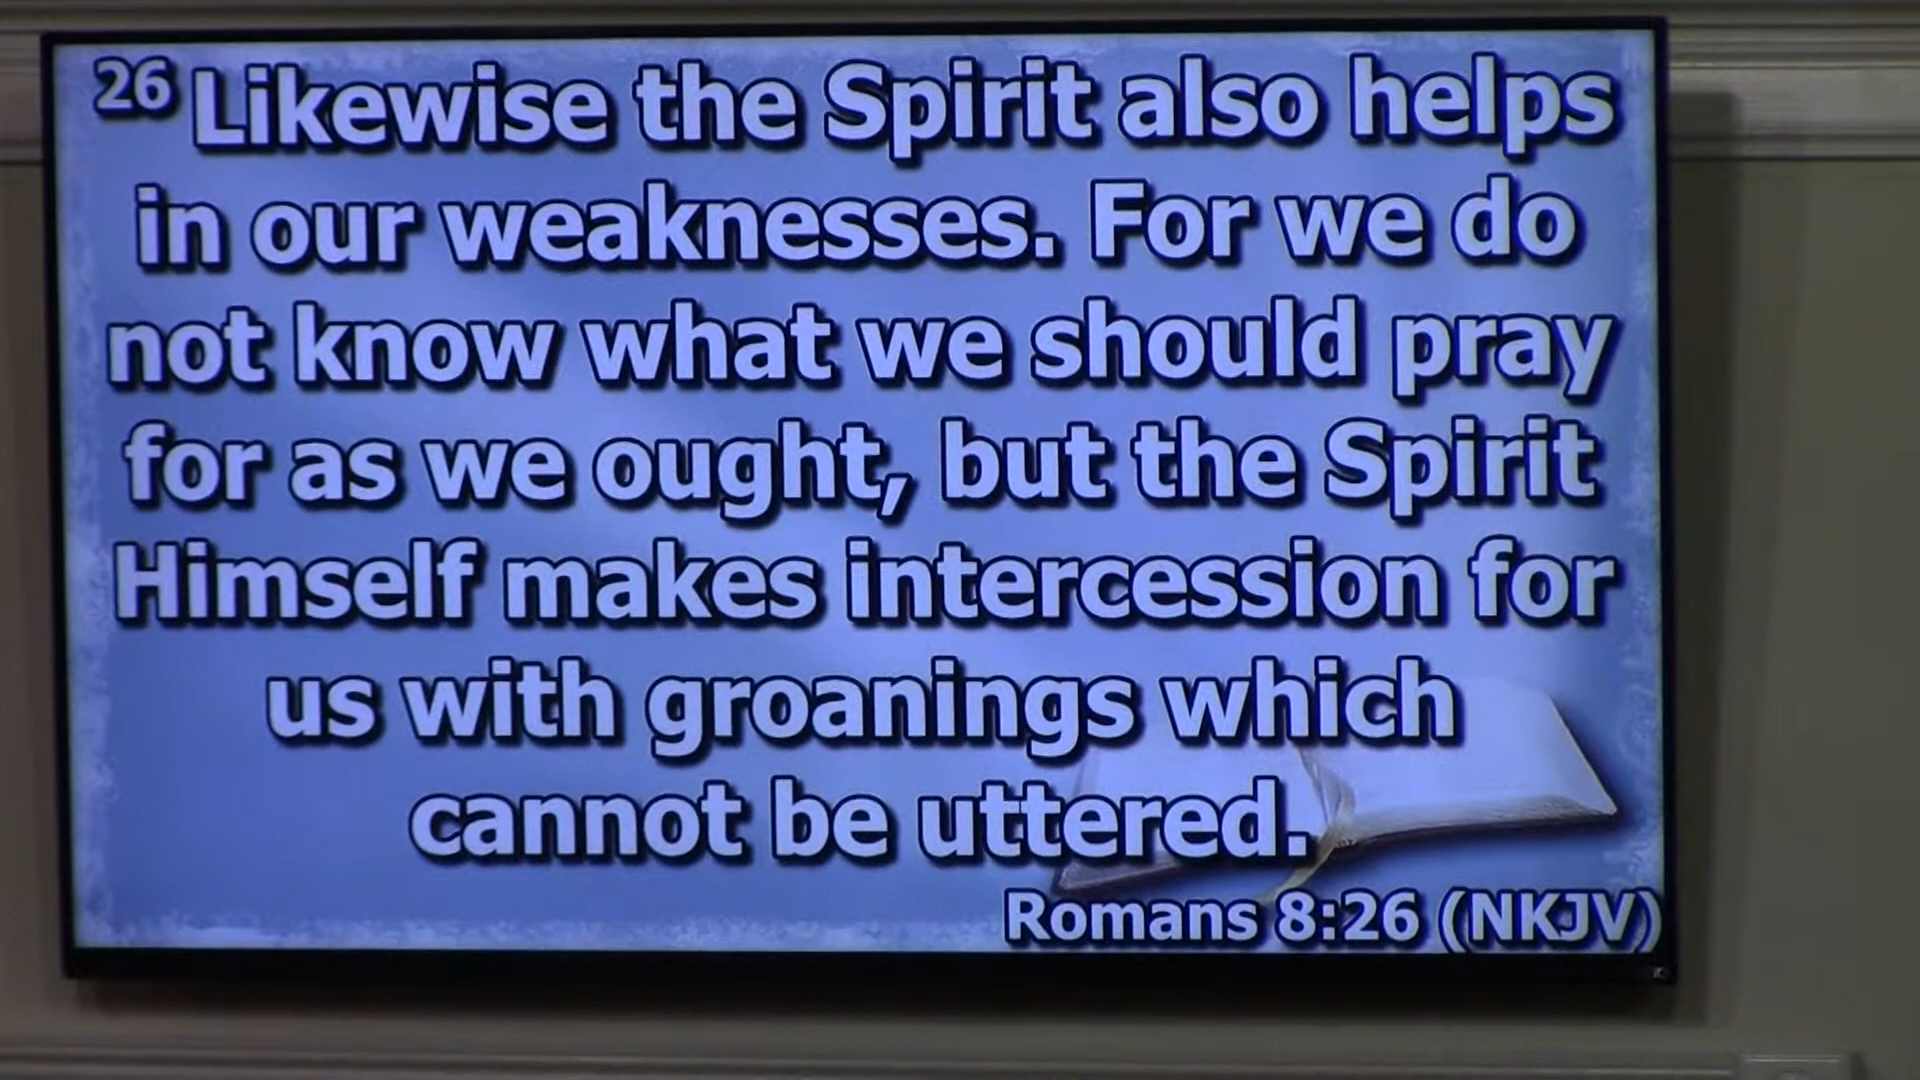 26 Likewise the Spirit also helps
in our weaknesses. For we do
not know what we should pray
for as we ought, but the Spirit
Himself makes intercession for
us with groanings which
cannot be uttered.
Romans 8:26 (NKJV)